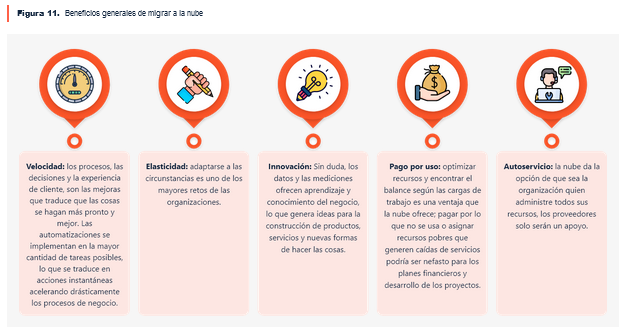 Figura 11. Beneficios generales de migrar a la nube
Velocidad: los procesos, las
decisiones y la experiencia
de cliente, son las mejoras
que traduce que las cosas
se hagan más pronto y
mejor. Las
automatizaciones se
implementan en la mayor
cantidad de tareas posibles,
lo que se traduce en
acciones instantáneas
acelerando drásticamente
los procesos de negocio.
Elasticidad: adaptarse a las
circunstancias es uno de los
mayores retos de las
organizaciones.
Innovación: Sin duda, los
datos y las mediciones
ofrecen aprendizaje y
conocimiento del negocio,
lo que genera ideas para la
construcción de productos,
servicios y nuevas formas
de hacer las cosas.
Pago por uso: optimizar
recursos y encontrar el
balance según las cargas de
trabajo es una ventaja que
la nube ofrece; pagar por lo
que no se usa o asignar
recursos pobres que
generen caídas de servicios
podría ser nefasto para los
planes financieros y
desarrollo de los proyectos.
Autoservicio: la nube da la
opción de que sea la
organización quien
administre todos sus
recursos, los proveedores
solo serán un apoyo.